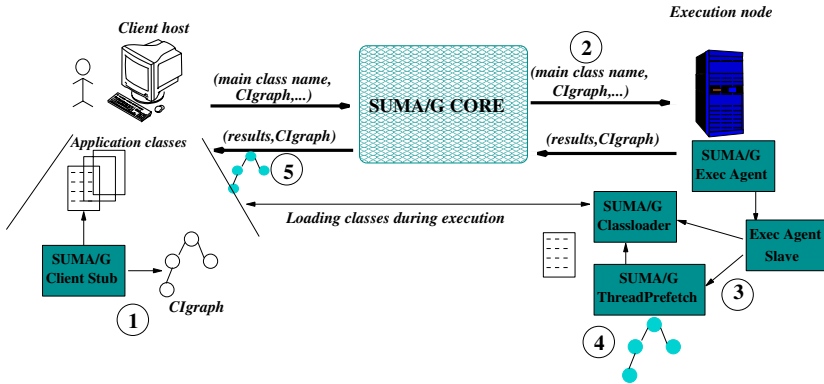 Client host
Execution node
2
(main class name,
CIgraph,...)
SUMA/G CORE
(main class name,
CIgraph,...)
(results,CIgraph)
(results,CIgraph)
Application classes
5
SUMA/G
Exec Agent
Loading classes during execution
SUMA/G
Classloader
Exec Agent
Slave
SUMA/G
Client Stub
SUMA/G
ThreadPrefetch
3
CIgraph
1
4